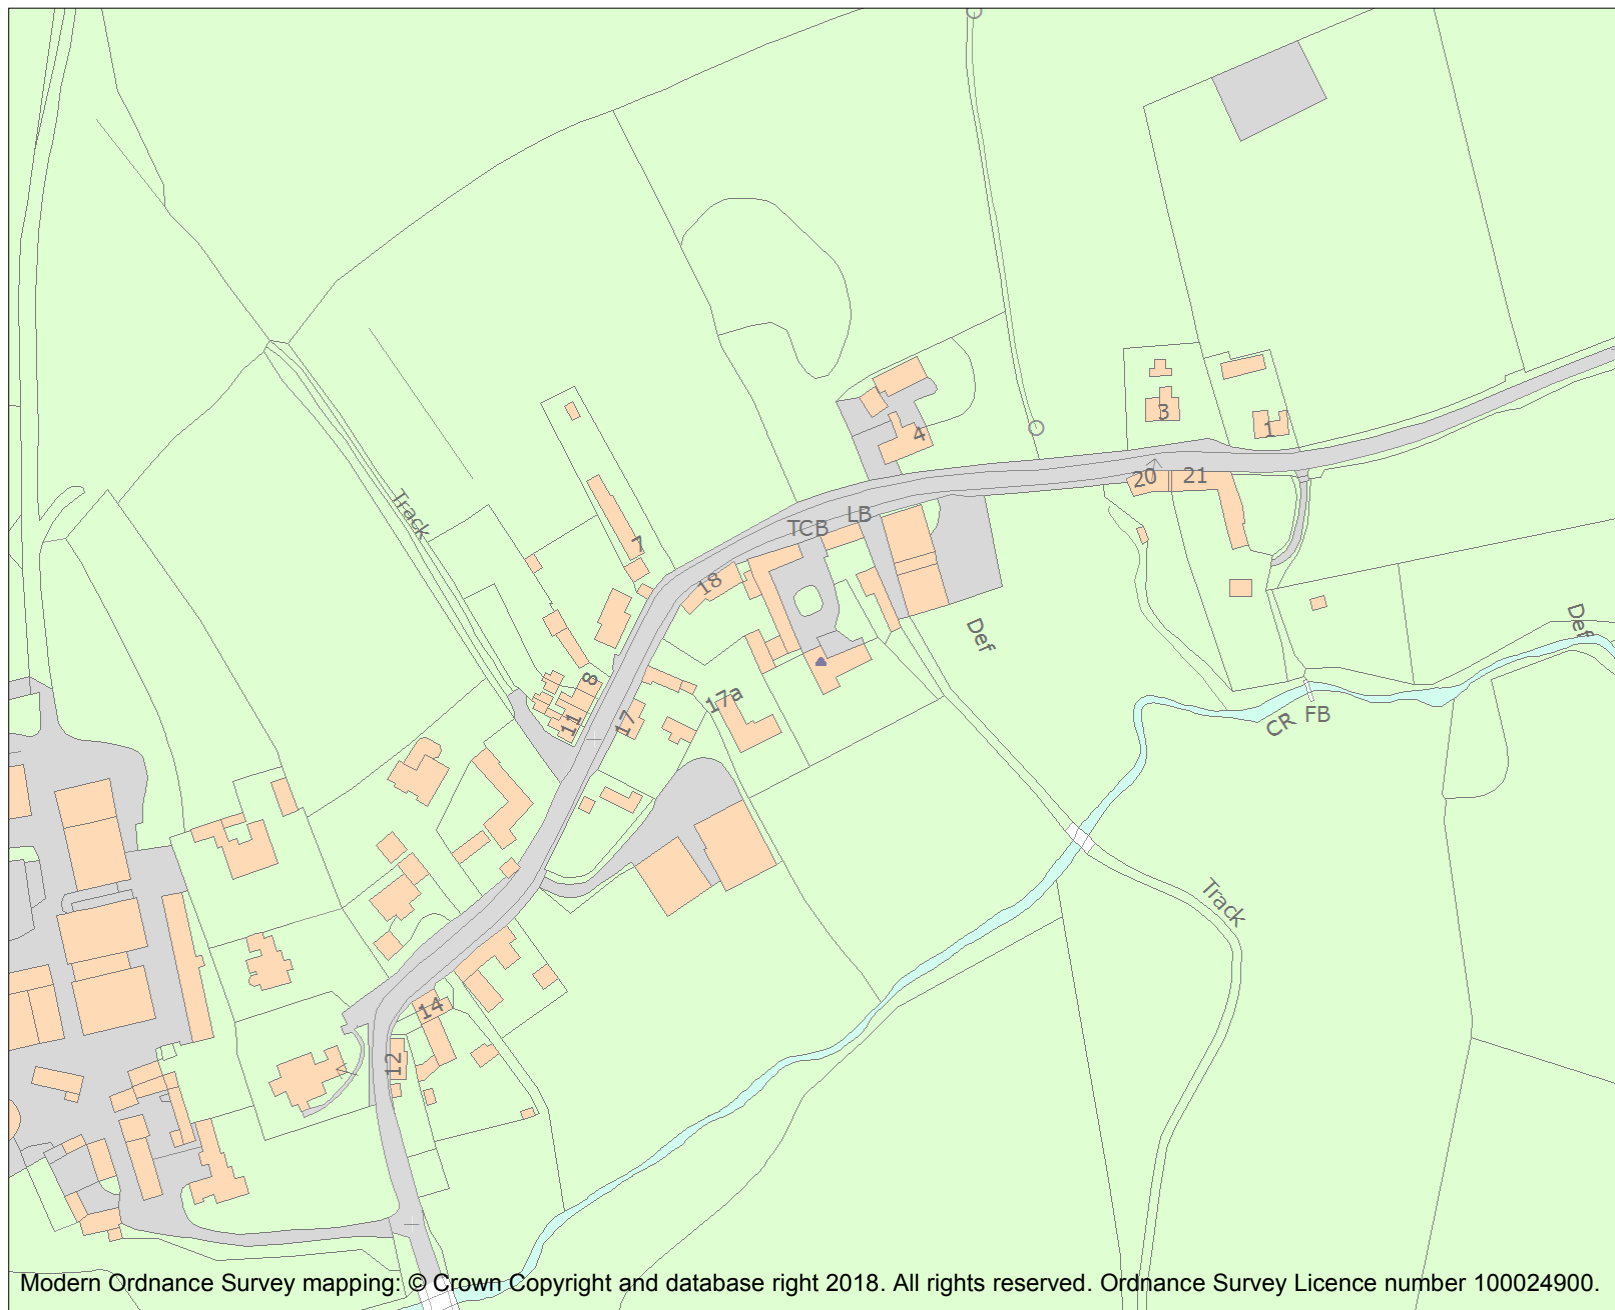 3
4
1
20
21
Track
LB
TCB
7
18
Def
Def
8
17a
11
17
CR
FB
Track
14
12
Modern Ordnance Survey mapping: © Crown Copyright and database right 2018. All rights reserved. Ordnance Survey Licence number 100024900.